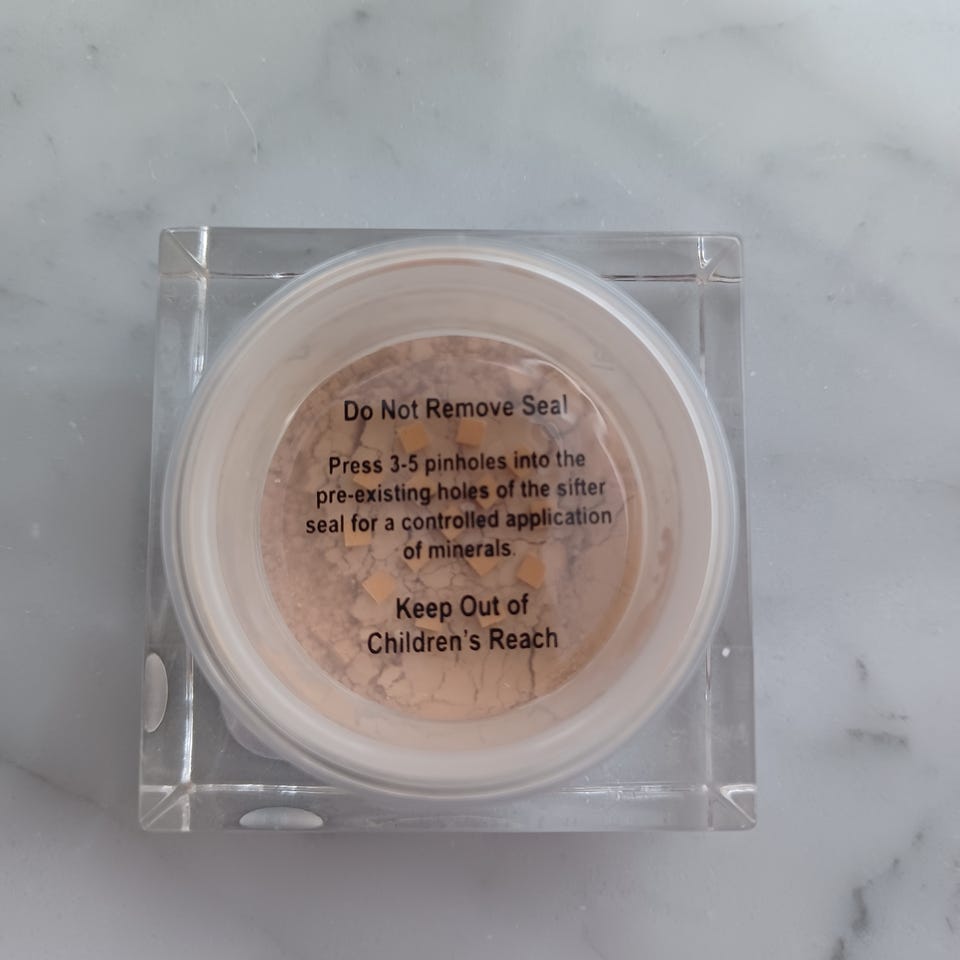 Do Not Remove Seal
Press 3-5 pinholes into the
pre-existing holes of the sifter
seal for a controlled application
of minerals.
Keep Out of
Children's Reach